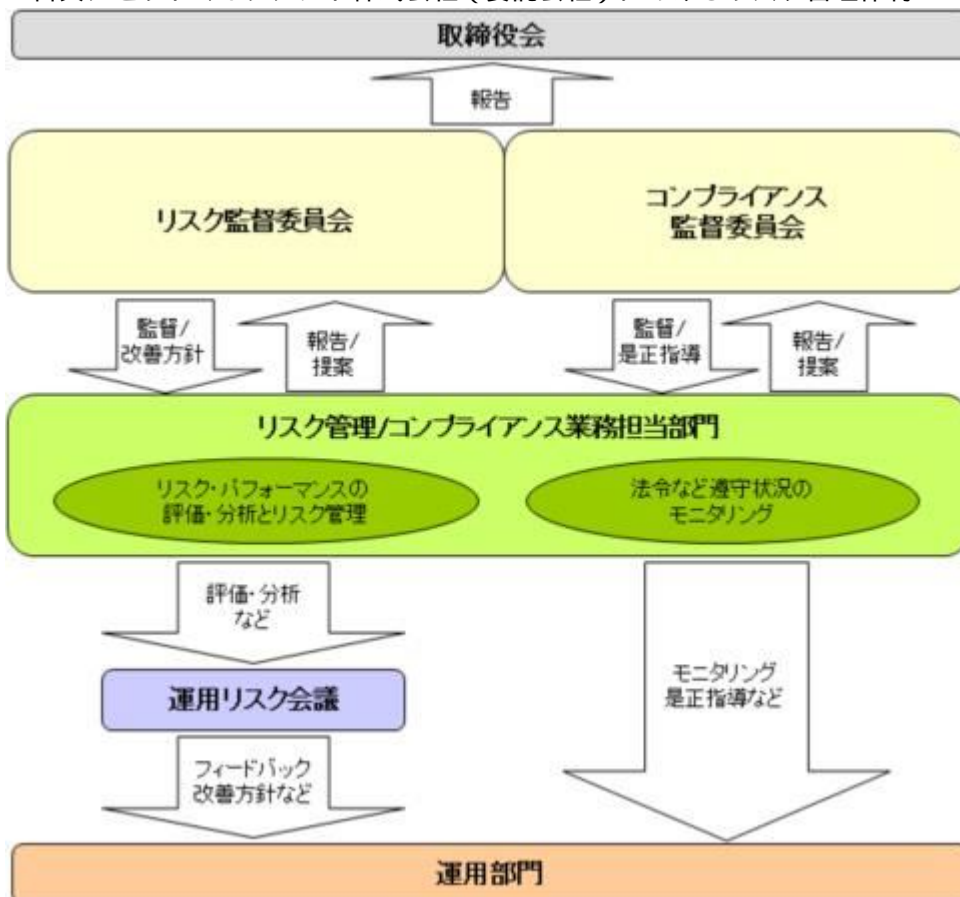 取締役会
報告
リスク監督委員会
コンプライアンス
監督委員会
監督/
改善方針
報告/
提案
監督/
是正指導
報告/
提案
リスク管理/コンプライアンス業務担当部門
リスク・パフォーマンスの
評価・分析とリスク管理
法令など遵守状況の
モニタリング
評価・分析
など
運用リスク会議
モニタリング
是正指導など
フィードバック
改善方針など
運用部門